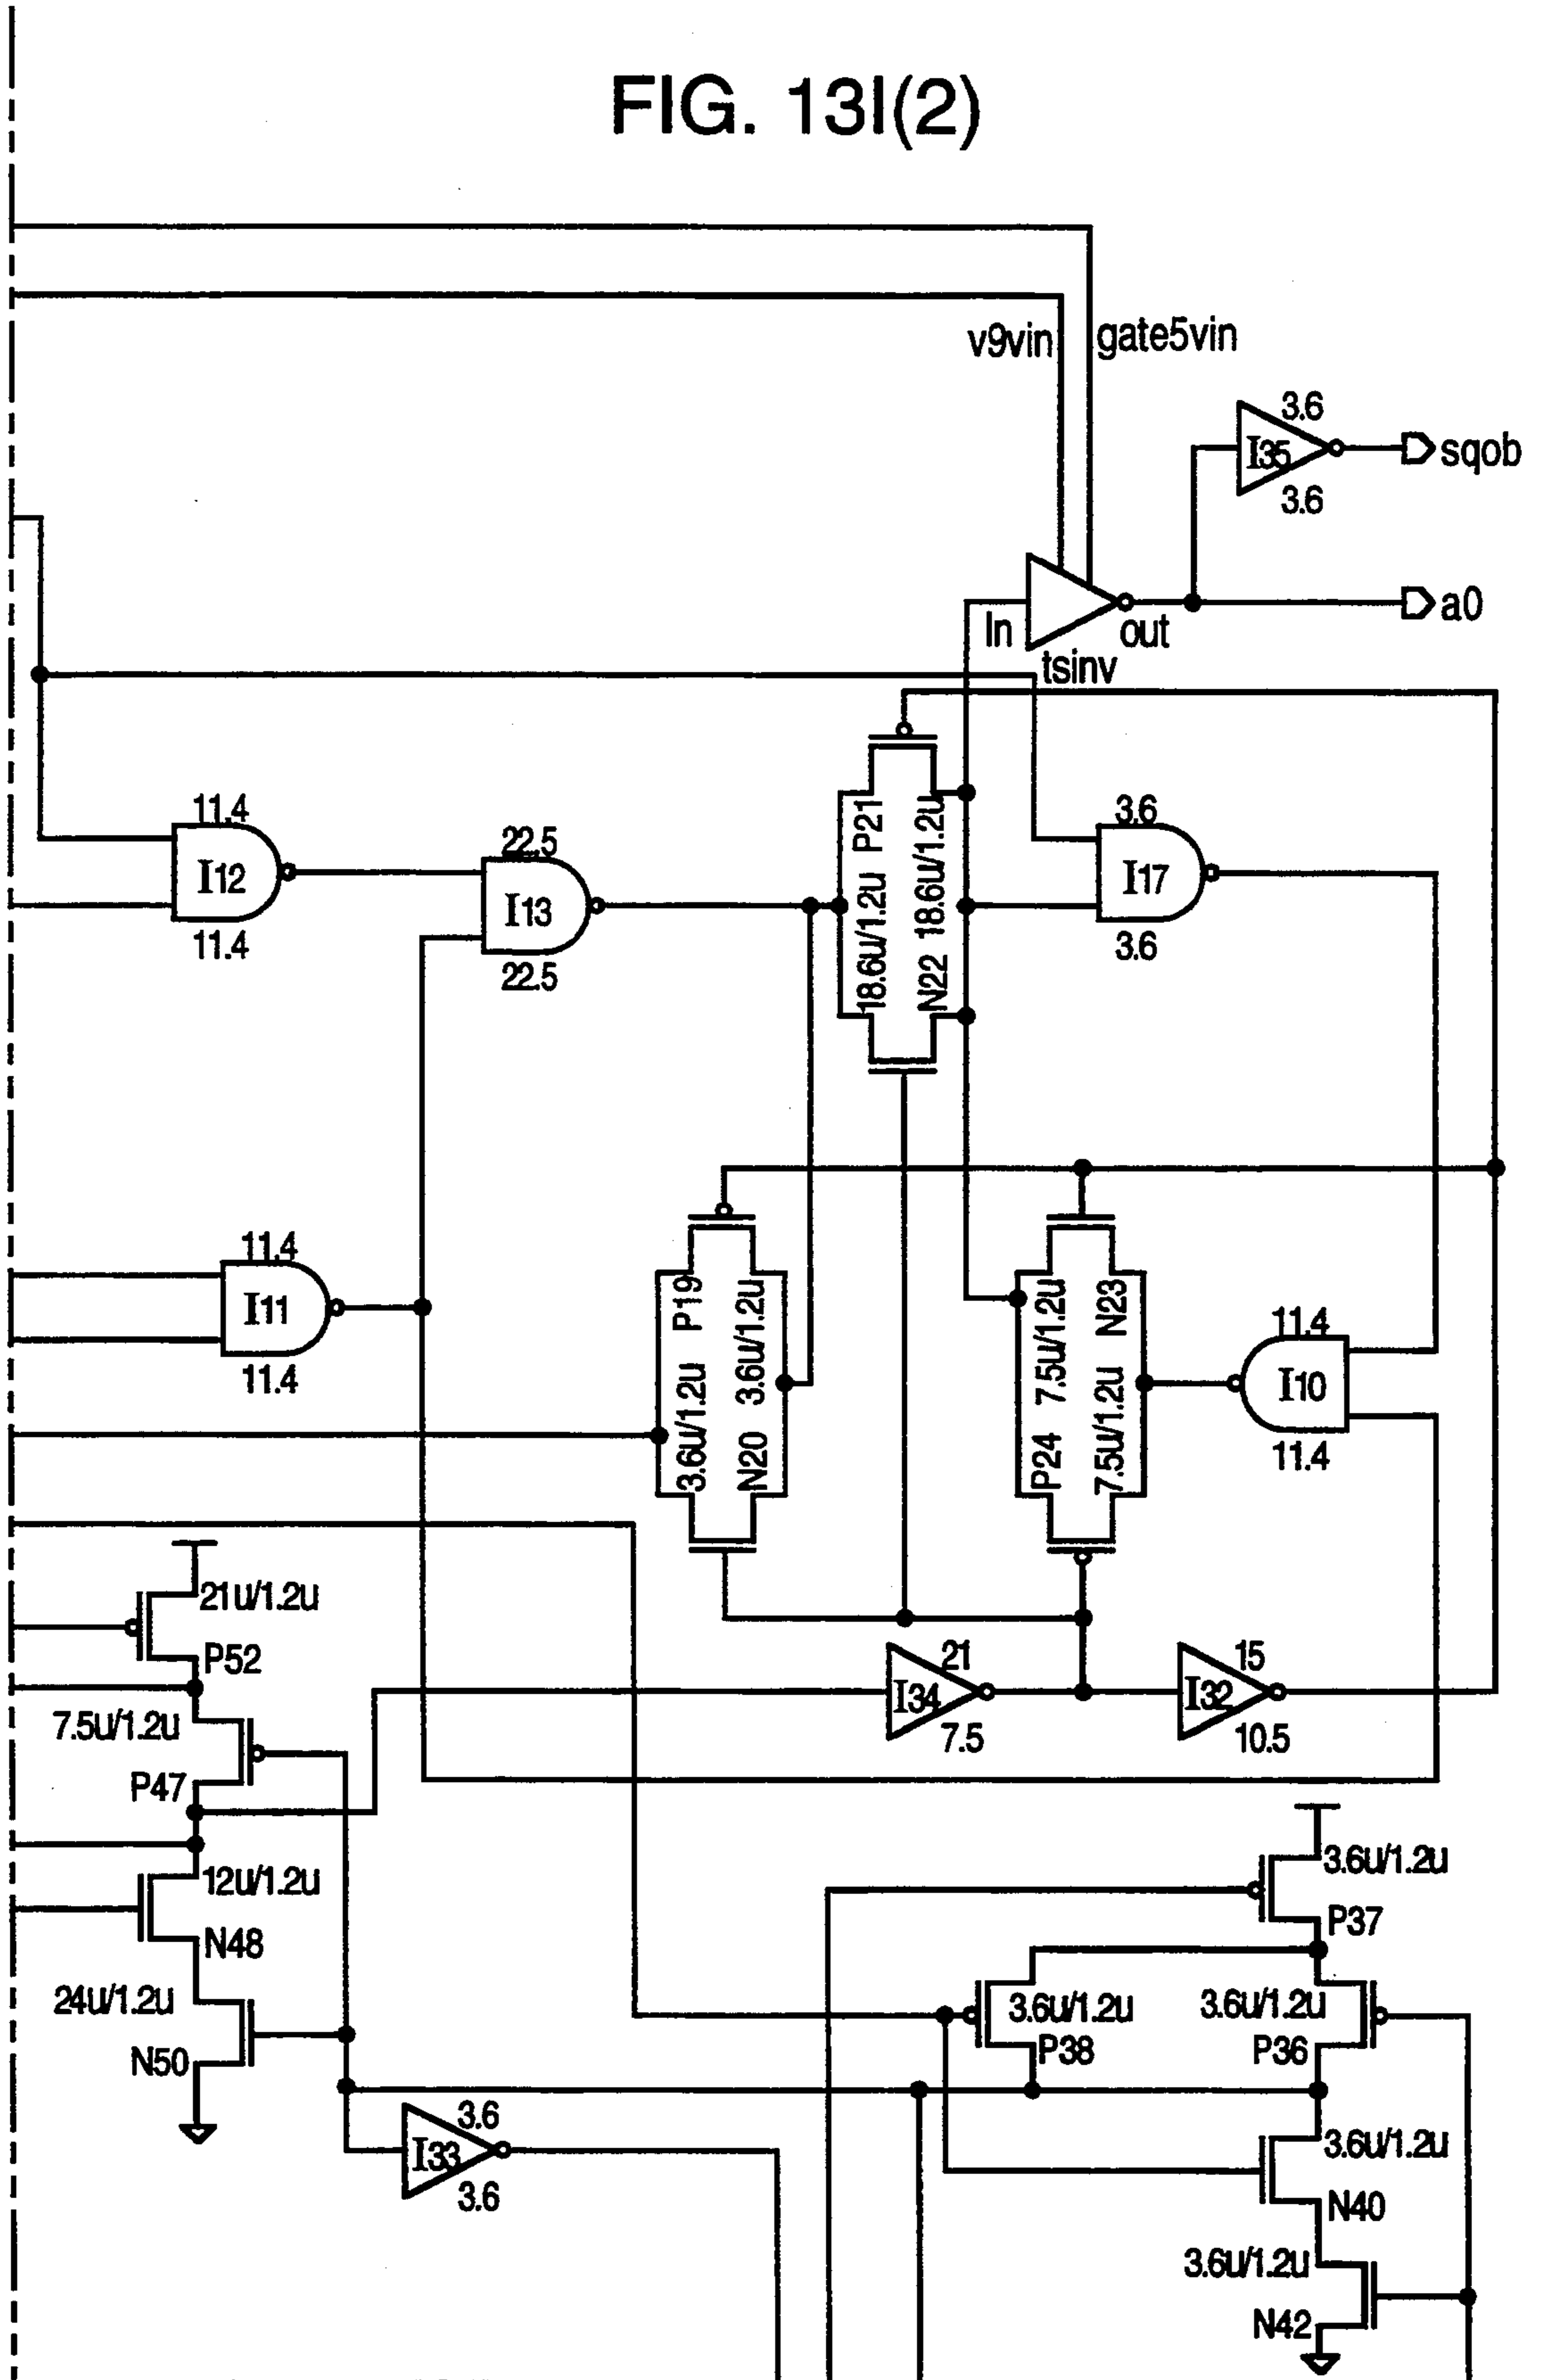 FIG. 13I(2)
v9vin
gate5vin
3.6
I35
3.6
sqob
In
out
tsinv
a0
11.4
I12
11.4
22.5
I13
22.5
18.6u/1.2u P21
N22 18.6u/1.2u
3.6
I17
3.6
11.4
I11
11.4
3.6u/1.2u P19
N20 3.6u/1.2u
P24 7.5u/1.2u
7.5u/1.2u N23
11.4
I10
11.4
21u/1.2u
P52
7.5u/1.2u
P47
21
I34
7.5
15
I32
10.5
12u/1.2u
N48
24u/1.2u
N50
3.6
I33
3.6
3.6u/1.2u
P37
3.6u/1.2u
P38
3.6u/1.2u
P36
3.6u/1.2u
N40
3.6u/1.2u
N42